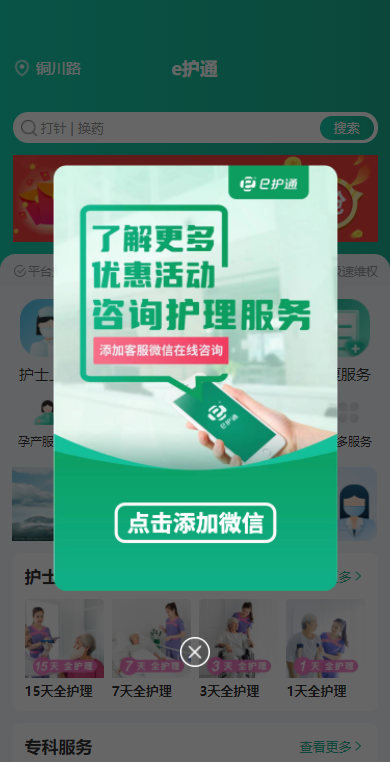 铜川路
e护通
打针 | 换药
搜索
e护通
了解更多
优惠活动
咨询护理服务
添加客服微信在线咨询
e护通
点击添加微信
平台
极速维权
护士上
服务
孕产服
多服务
护士
更多 >
15天 全护理
7天 全护理
3天 全护理
1天 全护理
15天全护理
7天全护理
3天全护理
1天全护理
专科服务
查看更多 >